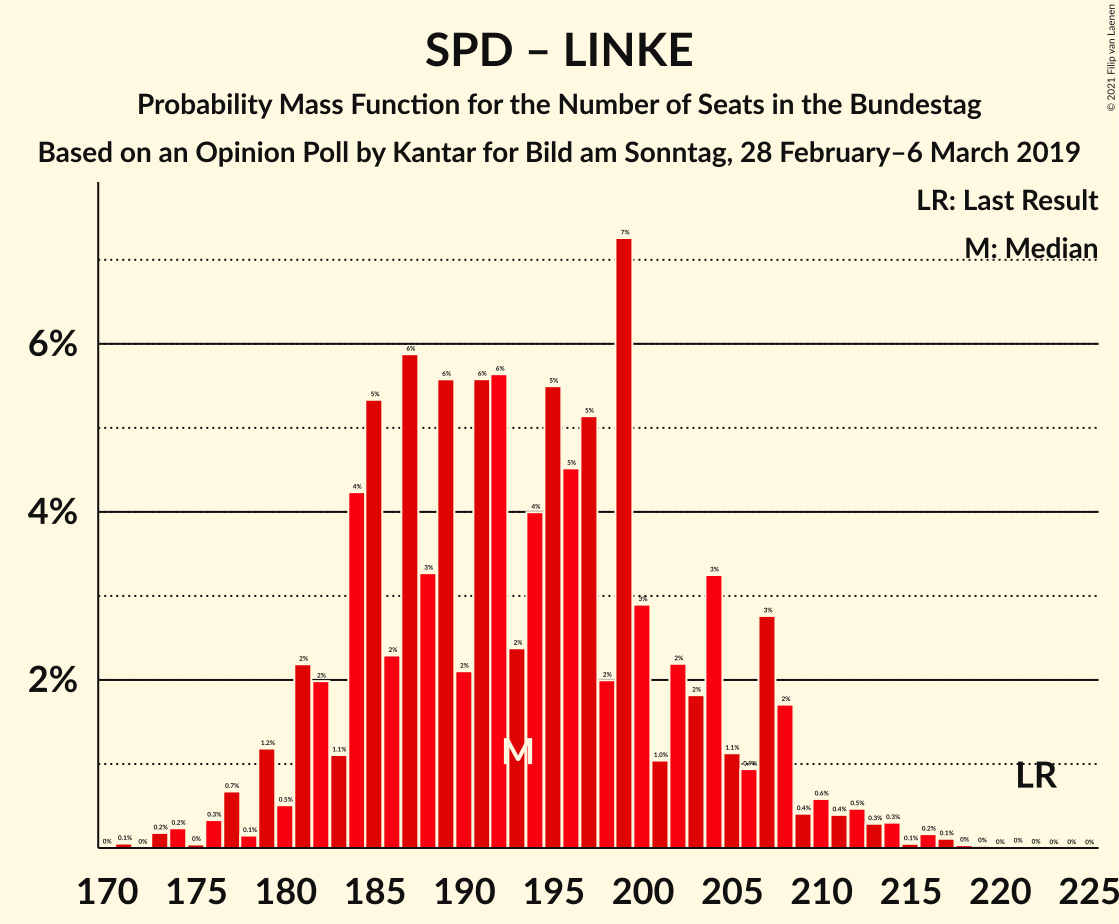 SPD – LINKE
Probability Mass Function for the Number of Seats in the Bundestag
Based on an Opinion Poll by Kantar for Bild am Sonntag, 28 February–6 March 2019
© 2021 Filip van Laenen
LR: Last Result
M: Median
6%
4%
2%
0% 0.1% 0% 0.2% 0.2% 0% 0.3% 0.7% 0.1% 1.2% 0.5% 2% 2% 1.1% 4% 5% 2% 6% 3% 6% 2% 6% 6% 2% 4% 5% 5% 5% 2% 7% 3% 1.0% 2% 2% 3% 1.1% 0.9% 3% 2% 0.4% 0.6% 0.4% 0.5% 0.3% 0.3% 0.1% 0.2% 0.1% 0% 0% 0% 0% 0% 0% 0% 0%
M
LR
170 175 180 185 190 195 200 205 210 215 220 225